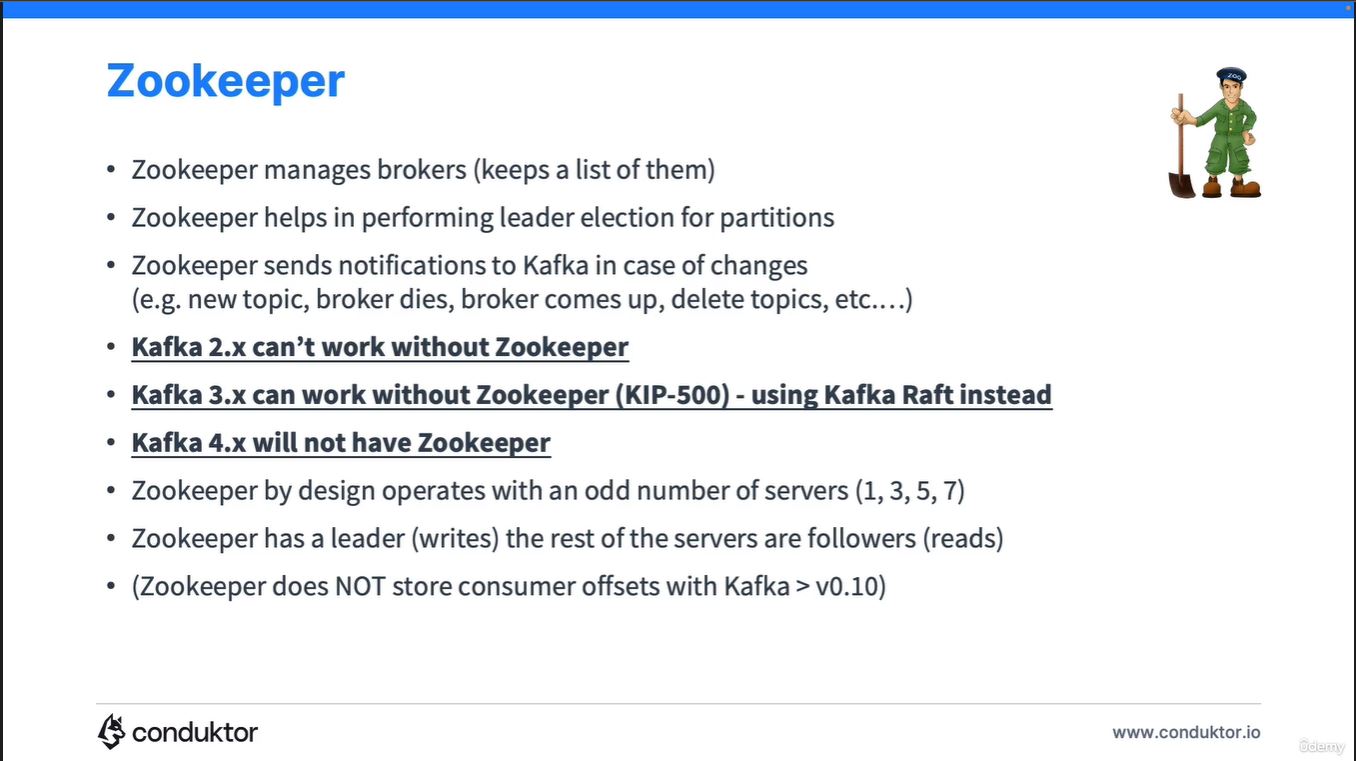 Zookeeper
ZOO
• Zookeeper manages brokers (keeps a list of them)
• Zookeeper helps in performing leader election for partitions
• Zookeeper sends notifications to Kafka in case of changes
(e.g. new topic, broker dies, broker comes up, delete topics, etc.…)
• Kafka 2.x can’t work without Zookeeper
• Kafka 3.x can work without Zookeeper (KIP-500) - using Kafka Raft instead
• Kafka 4.x will not have Zookeeper
• Zookeeper by design operates with an odd number of servers (1, 3, 5, 7)
• Zookeeper has a leader (writes) the rest of the servers are followers (reads)
• (Zookeeper does NOT store consumer offsets with Kafka > v0.10)
conduktor
www.conduktor.io
ûdemy